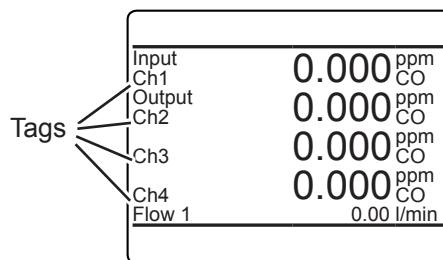 Tags
Input
Ch1
0.000 ppm CO
Output
Ch2
0.000 ppm CO
Ch3
0.000 ppm CO
Ch4
0.000 ppm CO
Flow 1 0.00 l/min